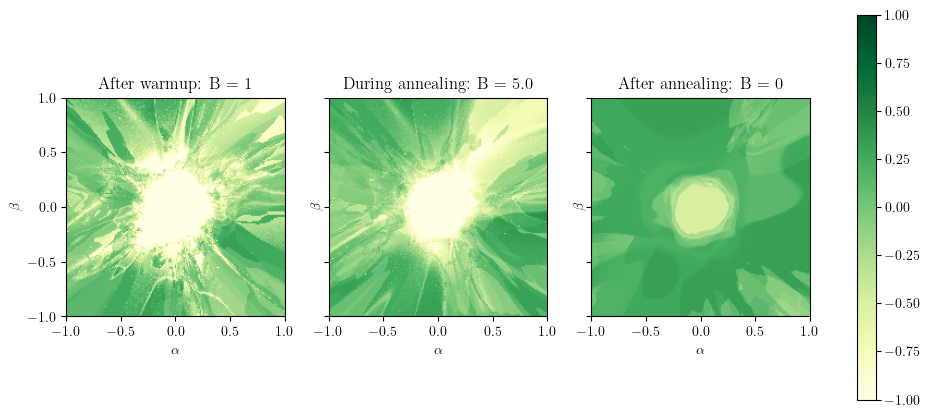 After warmup: B = 1
During annealing: B = 5.0
After annealing: B = 0
1.0
0.5
0.0
−0.5
−1.0
β
β
β
−1.0 −0.5 0.0 0.5 1.0
−1.0 −0.5 0.0 0.5 1.0
−1.0 −0.5 0.0 0.5 1.0
α
α
α
1.00
0.75
0.50
0.25
0.00
−0.25
−0.50
−0.75
−1.00